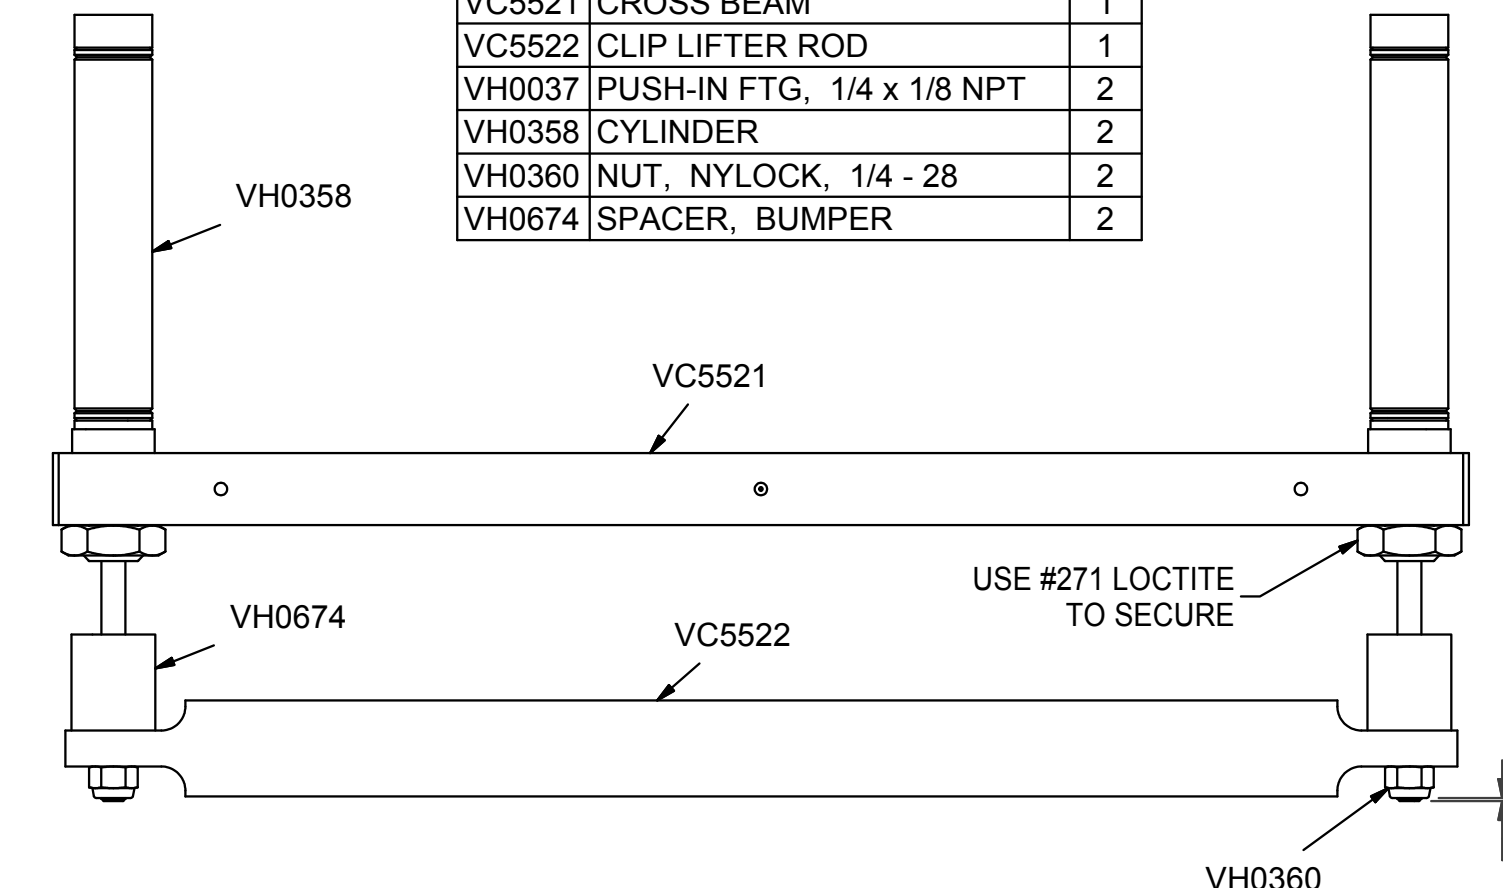 VC5521 CROSS BEAM 1
VC5522 CLIP LIFTER ROD 1
VH0037 PUSH-IN FTG, 1/4 x 1/8 NPT 2
VH0358 CYLINDER 2
VH0360 NUT, NYLOCK, 1/4 - 28 2
VH0674 SPACER, BUMPER 2
VH0358
VC5521
USE #271 LOCTITE
TO SECURE
VH0674
VC5522
VH0360